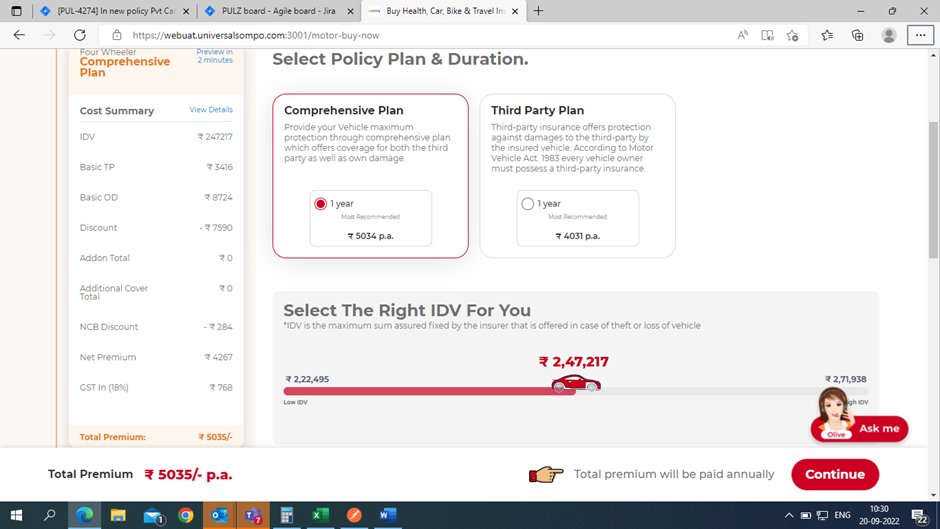 [PUL-4274] In new policy Pvt Car
PULZ board - Agile board - Jira
Buy Health, Car, Bike & Travel Ins
https://webuat.universalsompo.com:3001/motor-buy-now
Four Wheeler
Comprehensive
Plan
Preview in
2 minutes
Cost Summary
View Details
IDV ₹ 247217
Basic TP ₹ 3416
Basic OD ₹ 8724
Discount - ₹ 7590
Addon Total ₹ 0
Additional Cover
Total
₹ 0
NCB Discount - ₹ 284
Net Premium ₹ 4267
GST In (18%) ₹ 768
Total Premium: ₹ 5035/-
Select Policy Plan & Duration.
Comprehensive Plan
Provide your Vehicle maximum
protection through comprehensive plan
which offers coverage for both the third
party as well as own damage.
1 year
Most Recommended
₹ 5034 p.a.
Third Party Plan
Third-party insurance offers protection
against damages to the third-party by
the insured vehicle. According to Motor
Vehicle Act. 1983 every vehicle owner
must possess a third-party insurance.
1 year
Most Recommended
₹ 4031 p.a.
Select The Right IDV For You
*IDV is the maximum sum assured fixed by the insurer that is offered in case of theft or loss of vehicle
₹ 2,47,217
₹ 2,22,495
₹ 2,71,938
Low IDV
igh IDV
Olive
Ask me
Total Premium ₹ 5035/- p.a.
Total premium will be paid annually
Continue
1
7
ENG
10:30
20-09-2022
22